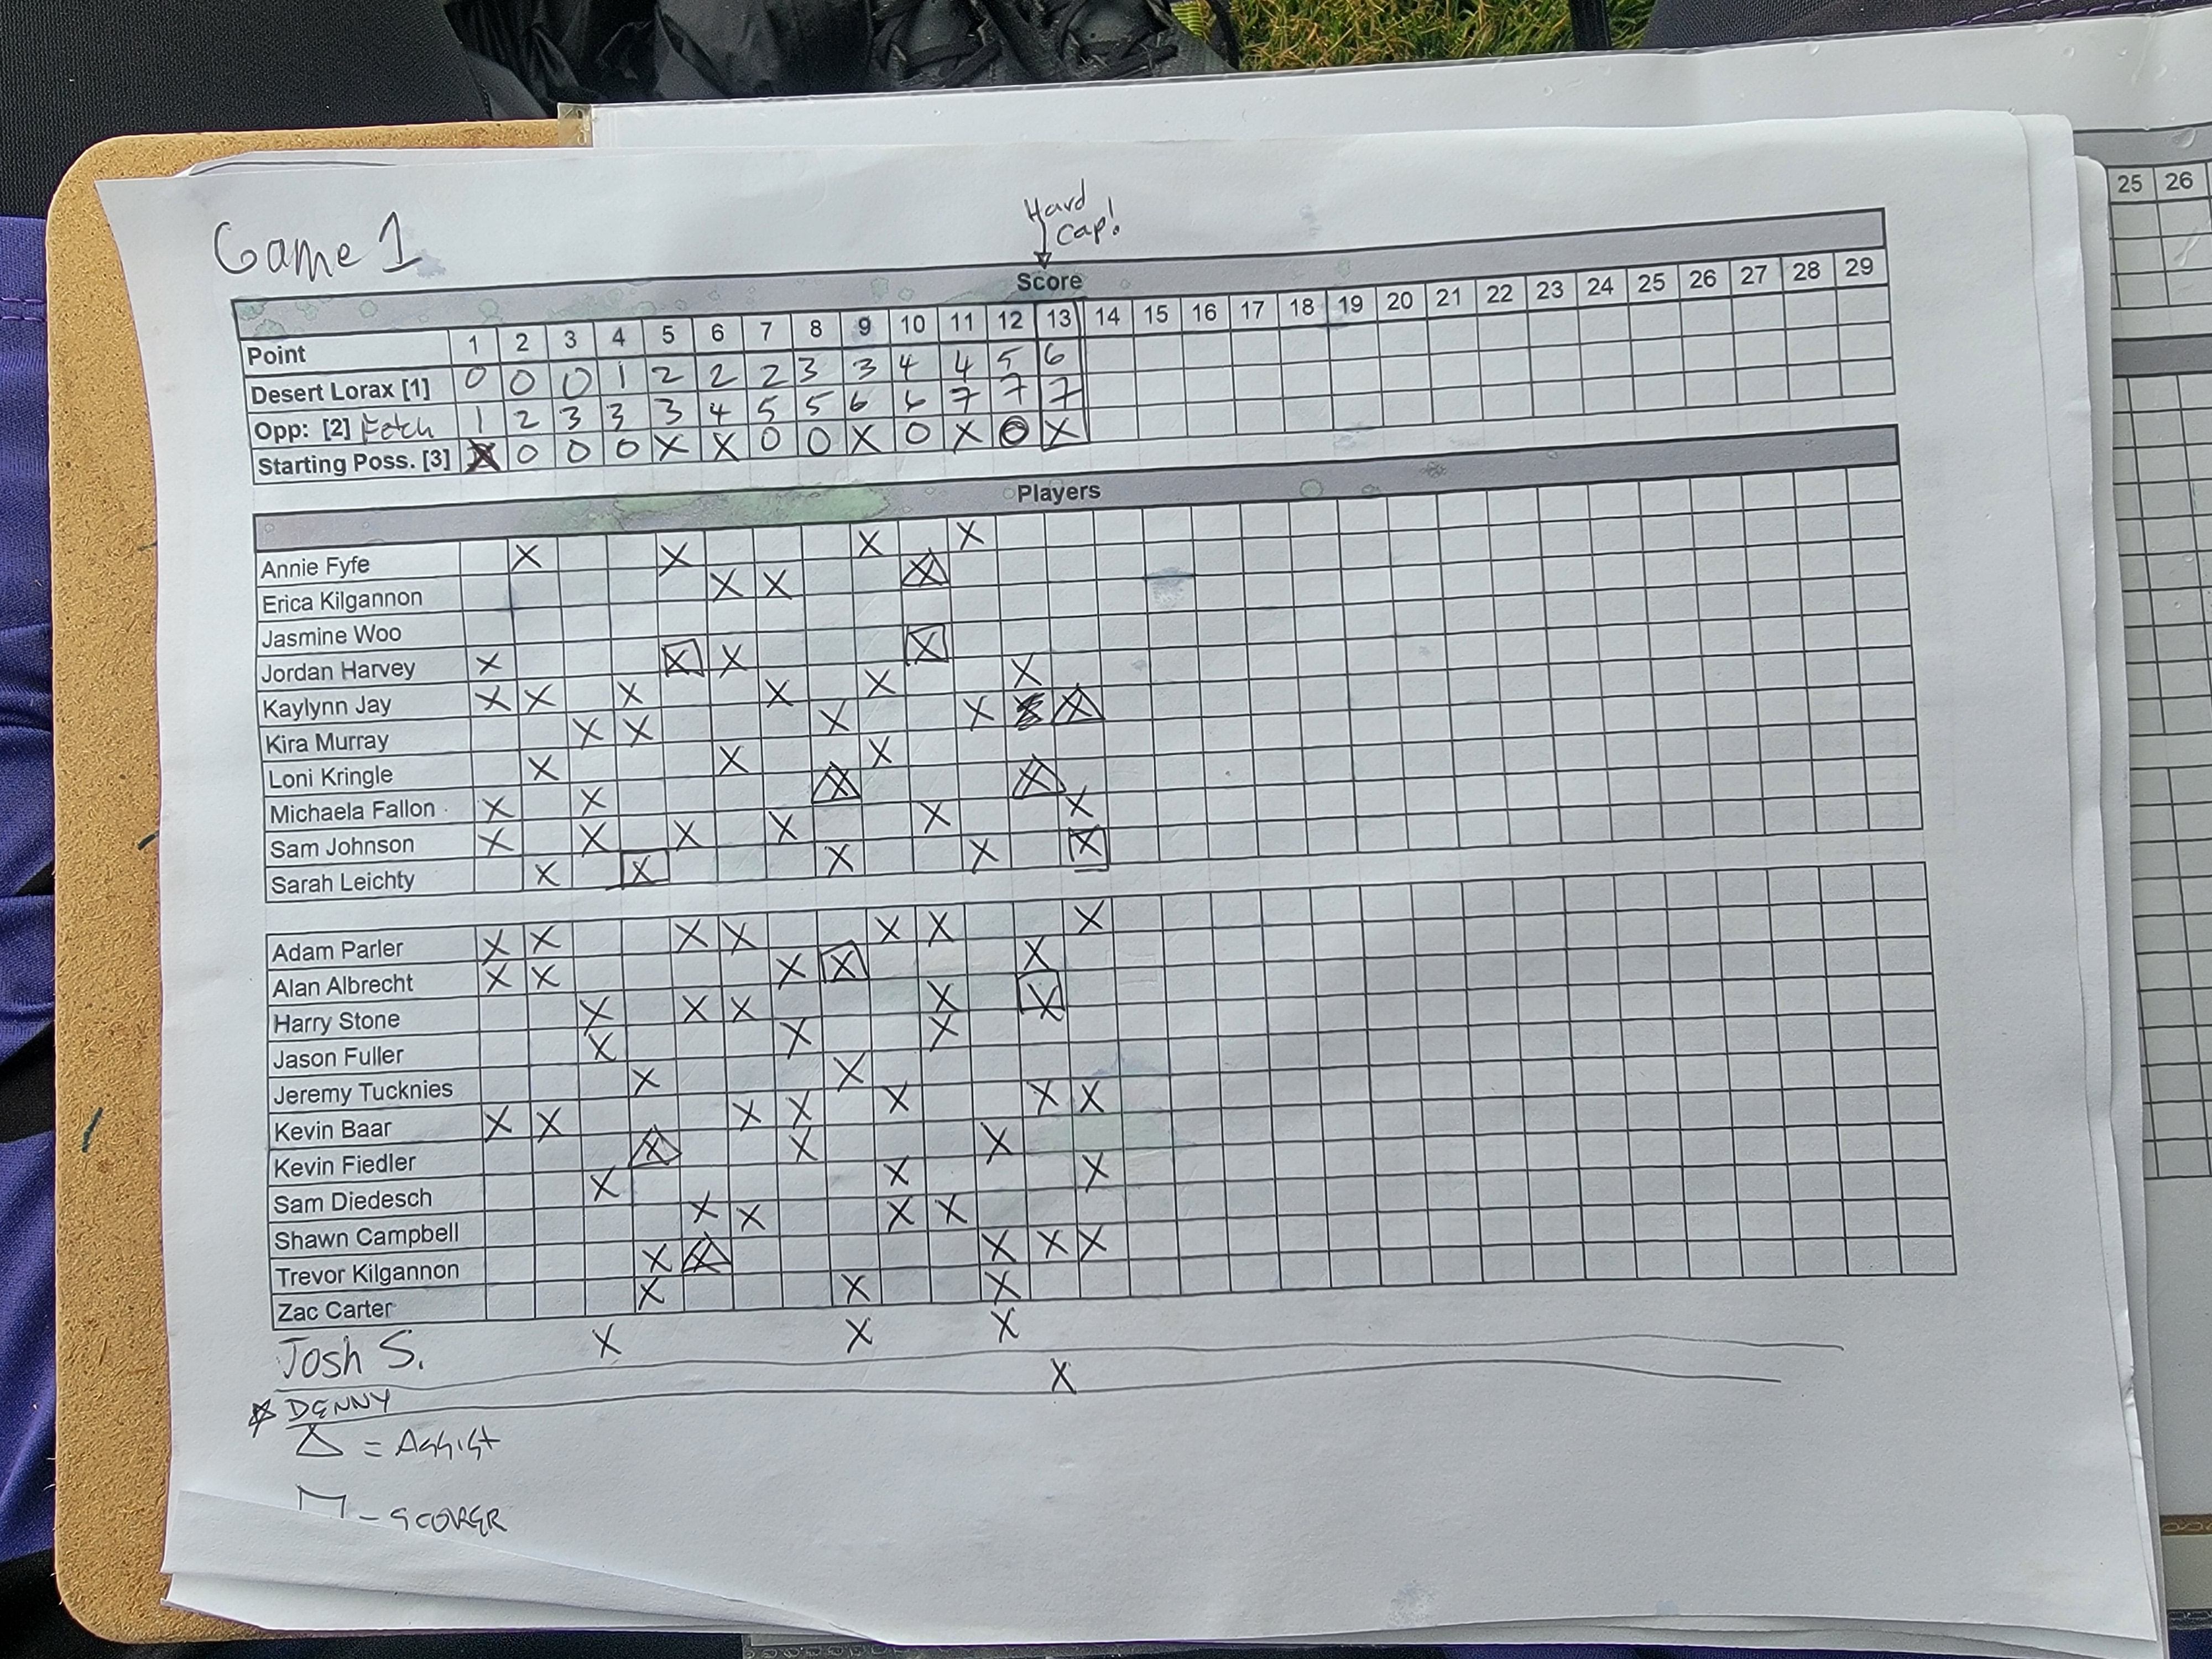 Game 1
Hard
cap!
Score
Point 1 2 3 4 5 6 7 8 9 10 11 12 13 14 15 16 17 18 19 20 21 22 23 24 25 26 27 28 29
Desert Lorax [1] 0 0 0 1 2 2 2 3 3 4 4 5 6
Opp: [2] Fetch 1 2 3 3 3 4 5 5 6 6 7 7 7
Starting Poss. [3] X 0 0 0 X X 0 0 X 0 X 0 X
Players
Annie Fyfe X X X X
Erica Kilgannon X X X
Jasmine Woo X
Jordan Harvey X X X
Kaylynn Jay X X X X X X
Kira Murray X X X X X X
Loni Kringle X X X
Michaela Fallon X X X X
Sam Johnson X X X X X X
Sarah Leichty X X X X X
Adam Parler X X X X X X X
Alan Albrecht X X X X X
Harry Stone X X X X X
Jason Fuller X X X
Jeremy Tucknies X X
Kevin Baar X X X X X X X
Kevin Fiedler X X X
Sam Diedesch X X X
Shawn Campbell X X X X
Trevor Kilgannon X X X X X
Zac Carter X X X
Josh S. X X X
DENNY X
= Assist
- SCORER
25 26